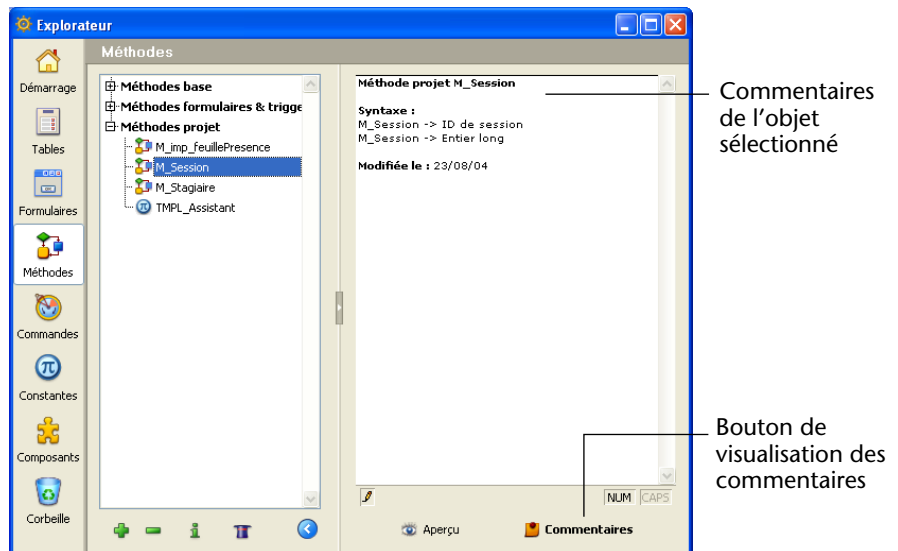 Explorateur
Méthodes
Démarrage
Tables
Formulaires
Méthodes
Commandes
Constantes
Composants
Corbeille
Méthodes base
Méthodes formulaires & trigge
Méthodes projet
M_imp_feuillePresence
M_Session
M_Stagiaire
TMPL_Assistant
Méthode projet M_Session
Syntaxe :
M_Session -> ID de session
M_Session -> Entier long
Modifiée le : 23/08/04
NUM CAPS
Aperçu
Commentaires
Commentaires
de l'objet
sélectionné
Bouton de
visualisation des
commentaires